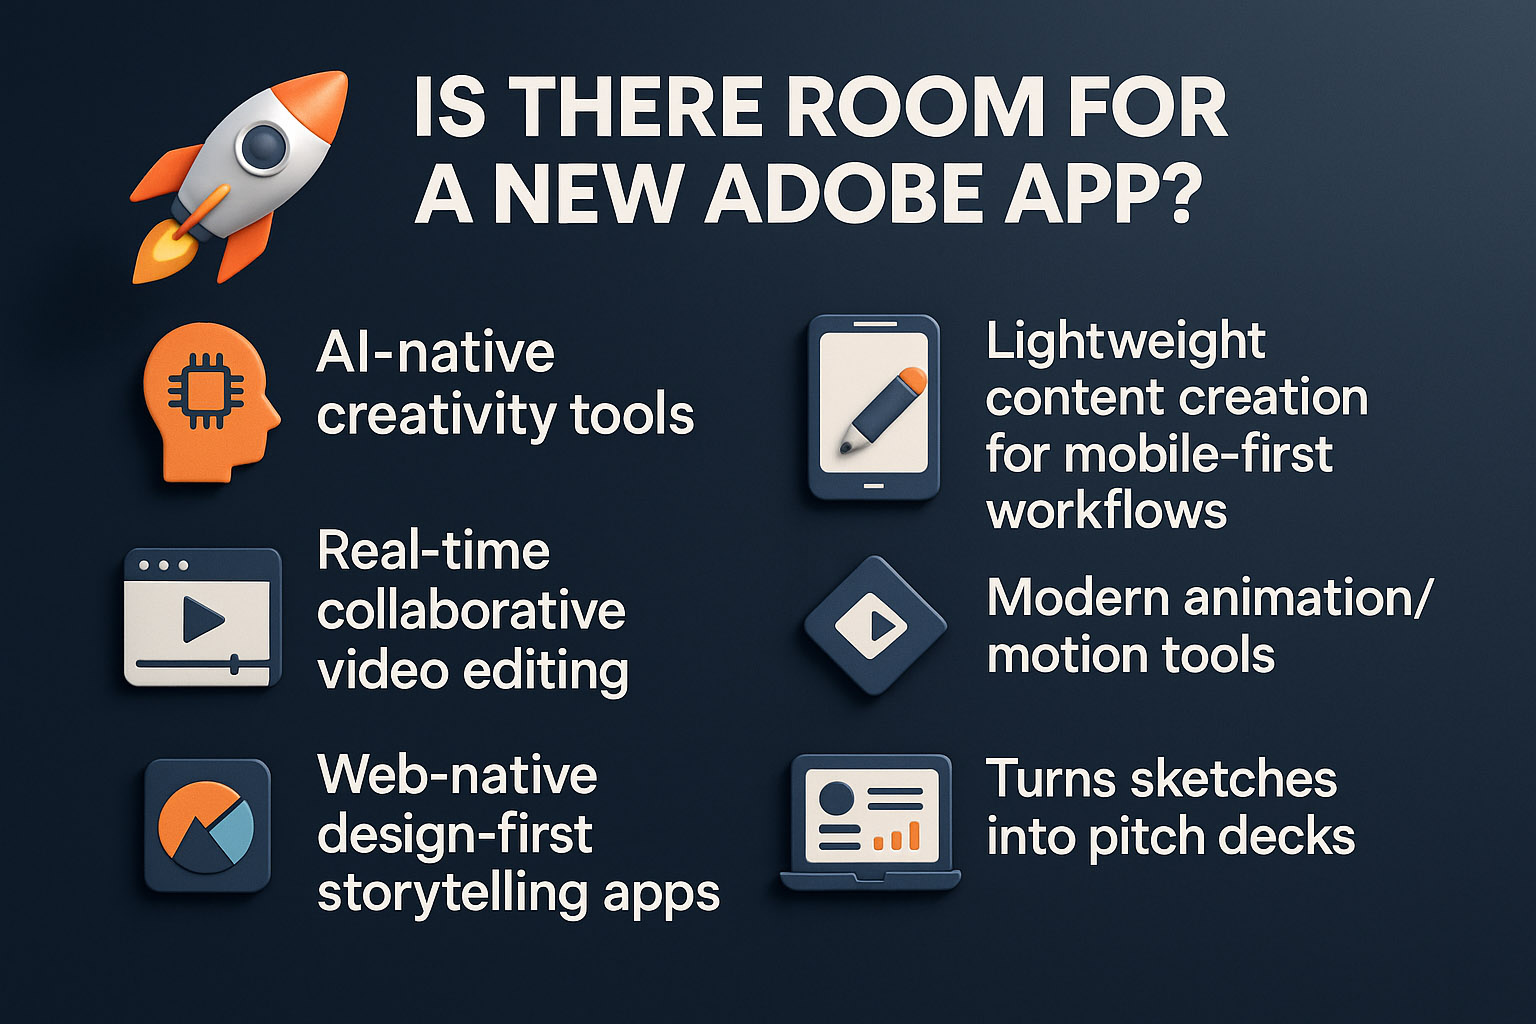 IS THERE ROOM FOR
A NEW ADOBE APP?
AI-native
creativity tools
Real-time
collaborative
video editing
Web-native
design-first
storytelling apps
Lightweight
content creation
for mobile-first
workflows
Modern animation/
motion tools
Turns sketches
into pitch decks